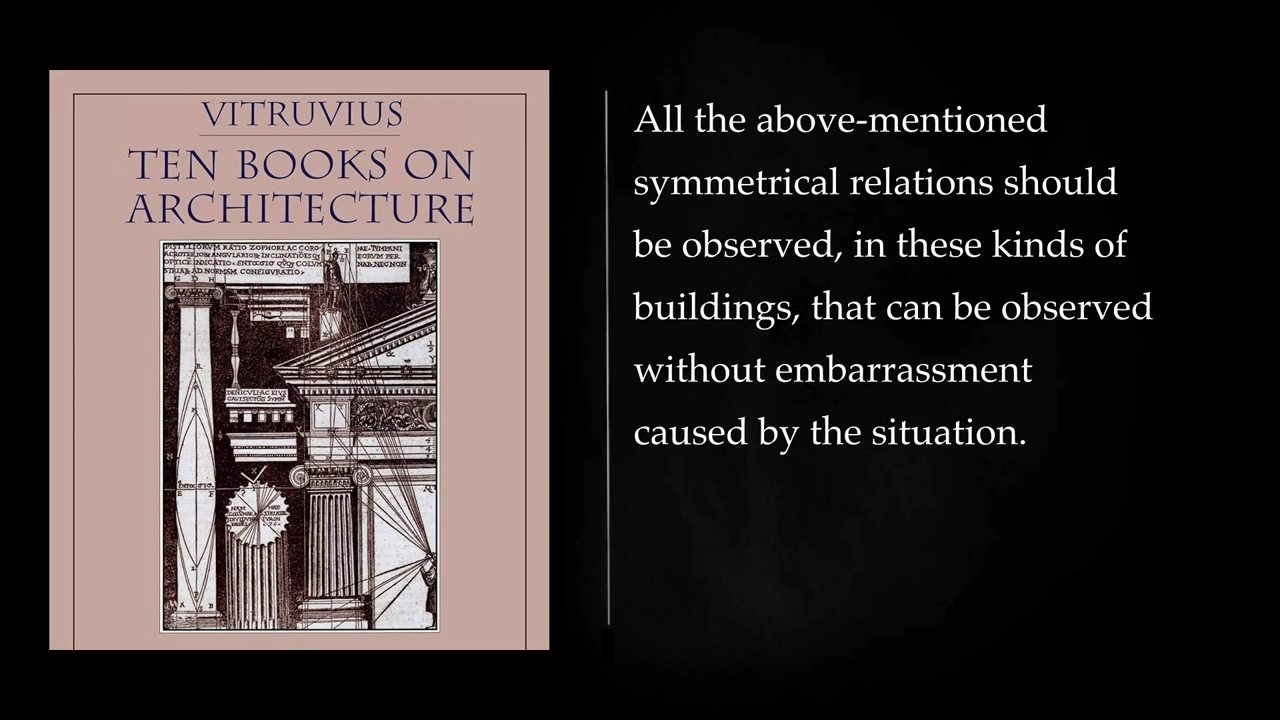 VITRUVIUS
TEN BOOKS ON
ARCHITECTURE
All the above-mentioned
symmetrical relations should
be observed, in these kinds of
buildings, that can be observed
without embarrassment
caused by the situation.